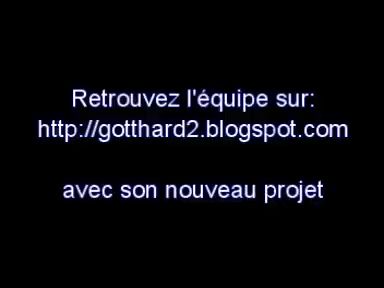 Retrouvez l'équipe sur:
http://gotthard2.blogspot.com
avec son nouveau projet